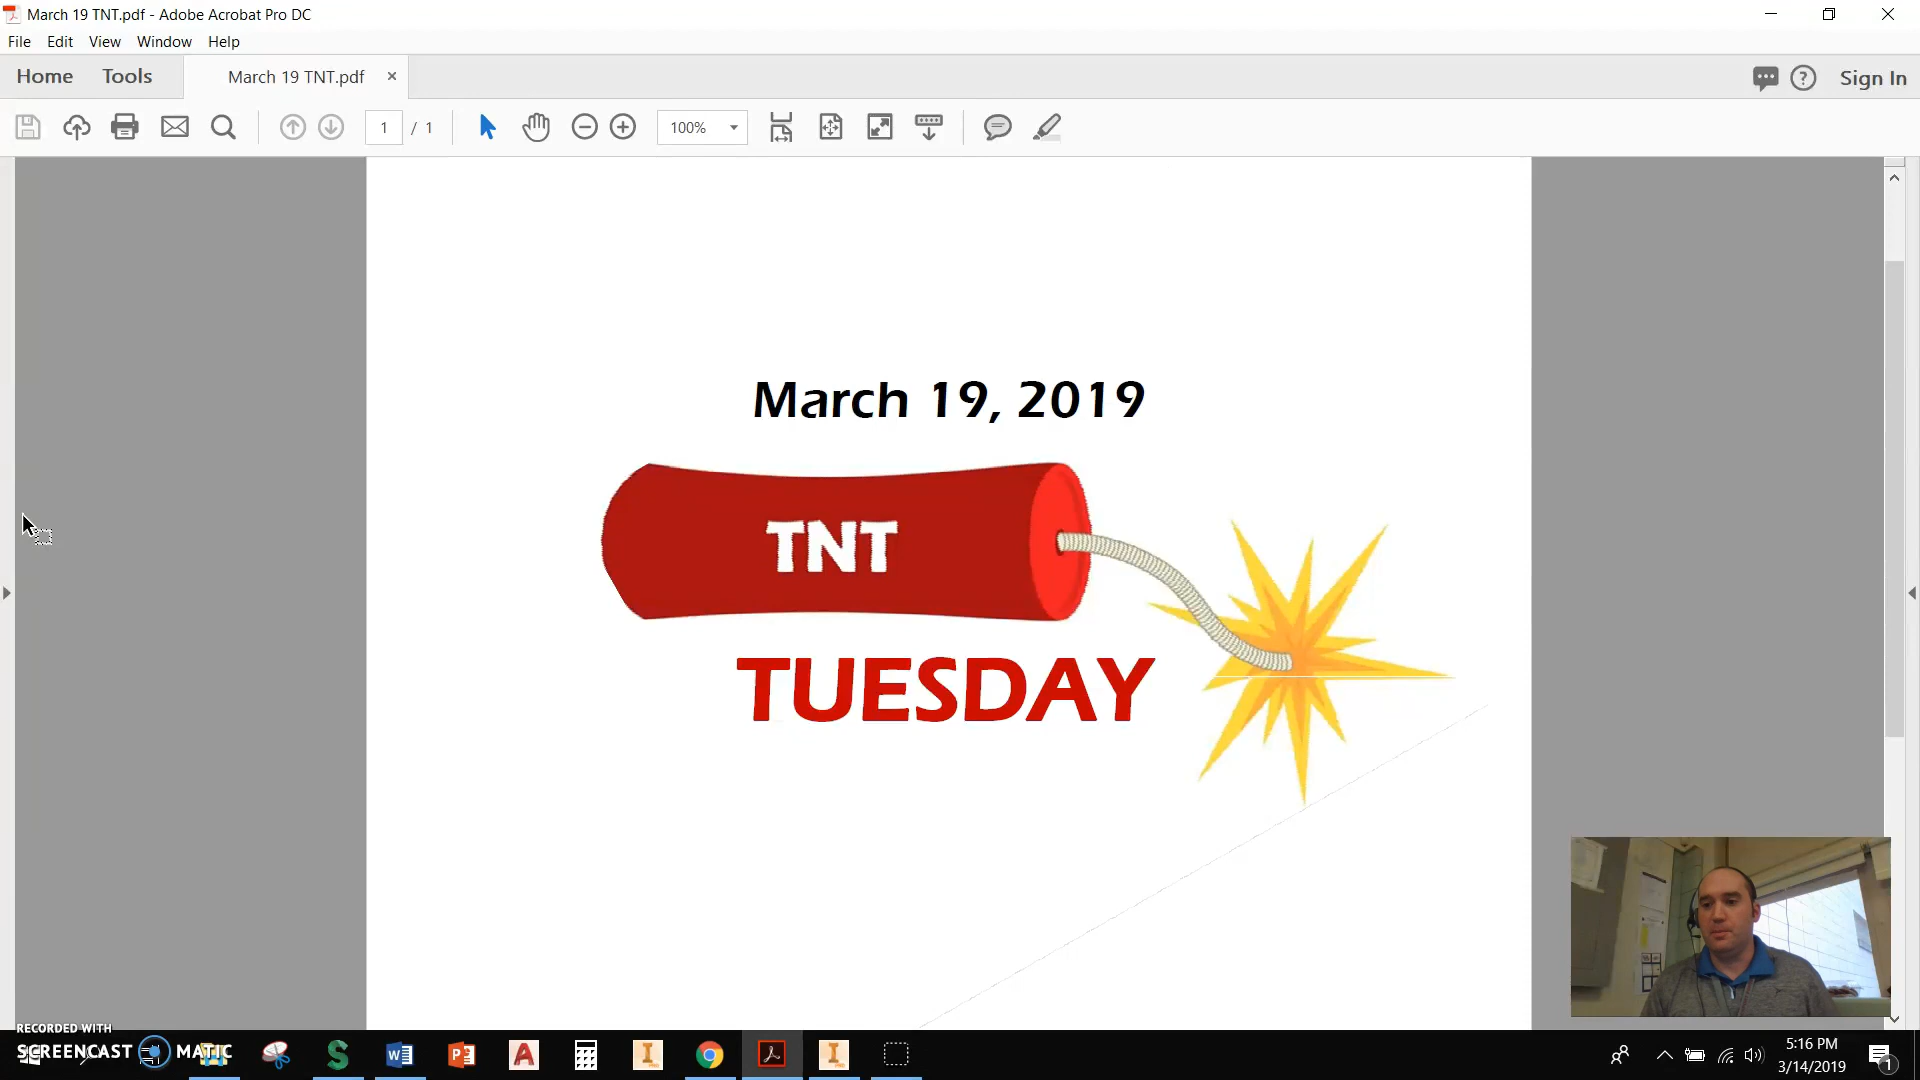 March 19 TNT.pdf - Adobe Acrobat Pro DC
File Edit View Window Help
Home Tools March 19 TNT.pdf × Sign In
1 / 1 100%
March 19, 2019
TNT
TUESDAY
RECORDED WITH
SCREENCAST MATIC
5:16 PM
3/14/2019
1